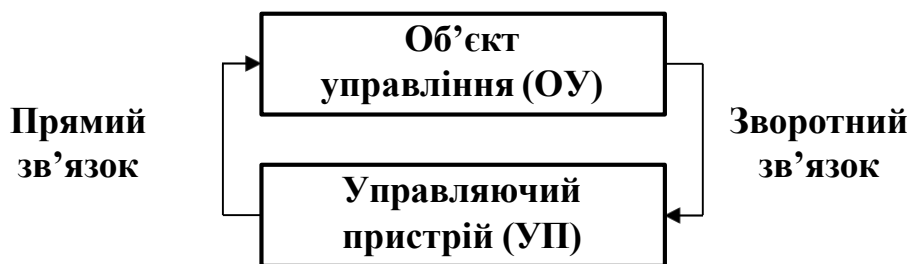 Об’єкт
управління (ОУ)
Прямий
зв’язок
Зворотний
зв’язок
Управляючий
пристрій (УП)